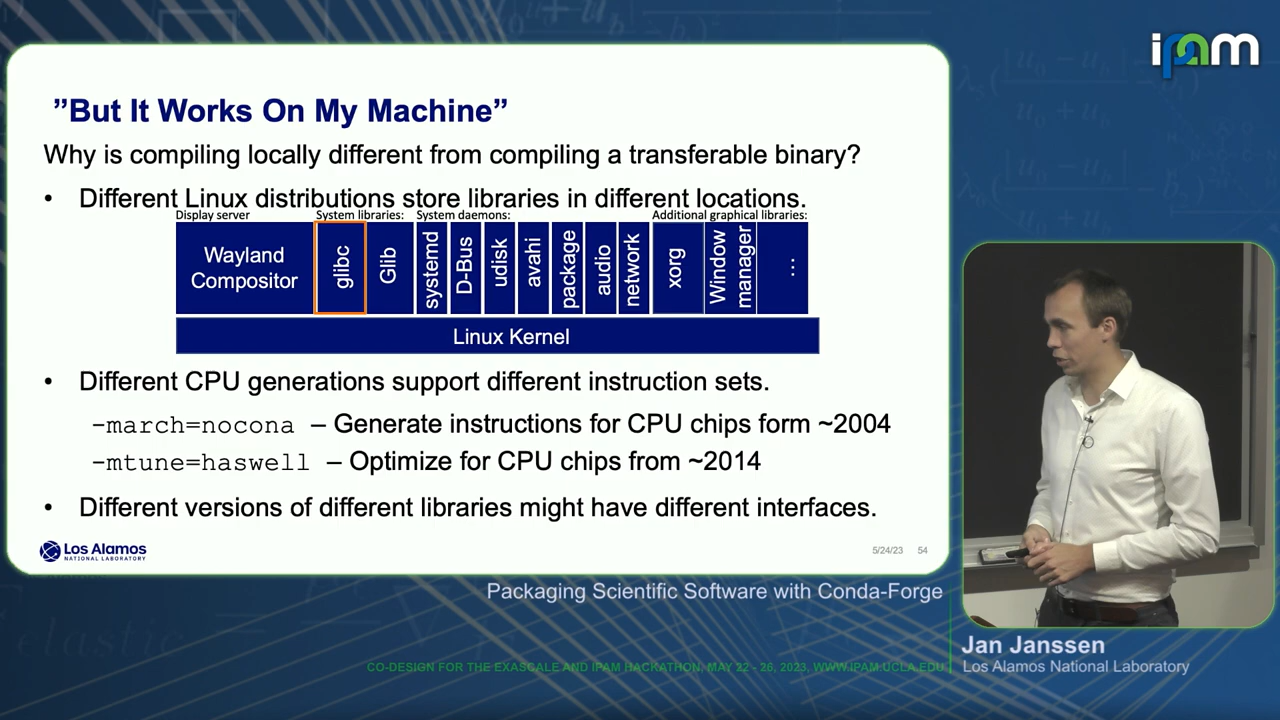 ipam
”But It Works On My Machine”
Why is compiling locally different from compiling a transferable binary?
• Different Linux distributions store libraries in different locations.
Display server System libraries: System daemons: Additional graphical libraries:
Wayland Compositor
glibc
Glib
systemd
D-Bus
udisk
avahi
package
audio
network
xorg
Window manager
...
Linux Kernel
• Different CPU generations support different instruction sets.
-march=nocona – Generate instructions for CPU chips form ~2004
-mtune=haswell – Optimize for CPU chips from ~2014
• Different versions of different libraries might have different interfaces.
Los Alamos
NATIONAL LABORATORY
5/24/23 54
Packaging Scientific Software with Conda-Forge
Jan Janssen
Los Alamos National Laboratory
CO-DESIGN FOR THE EXASCALE AND IPAM HACKATHON, MAY 22 - 26, 2023, WWW.IPAM.UCLA.EDU
elastic